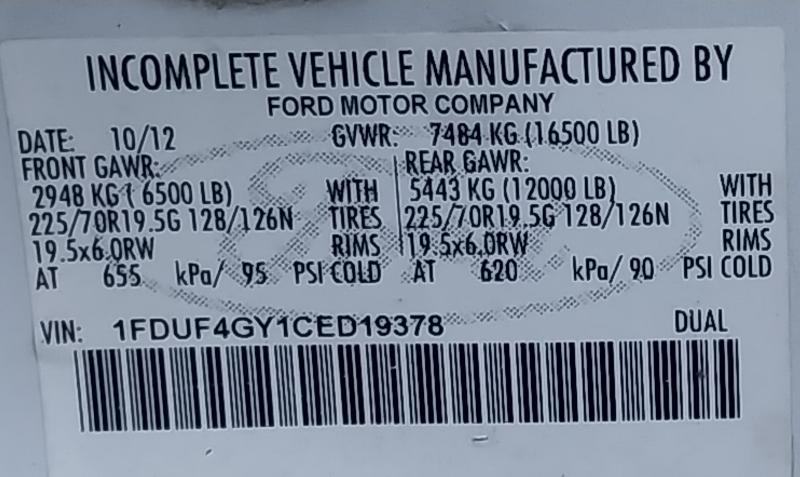 INCOMPLETE VEHICLE MANUFACTURED BY
FORD MOTOR COMPANY
DATE: 10/12 GVWR: 7484 KG (16500 LB)
FRONT GAWR: REAR GAWR:
2948 KG ( 6500 LB) WITH 5443 KG (12000 LB) WITH
225/70R19.5G 128/126N TIRES 225/70R19.5G 128/126N TIRES
19.5x6.0RW RIMS 19.5x6.0RW RIMS
AT 655 kPa/ 95 PSI COLD AT 620 kPa/ 90 PSI COLD
VIN: 1FDUF4GY1CED19378 DUAL